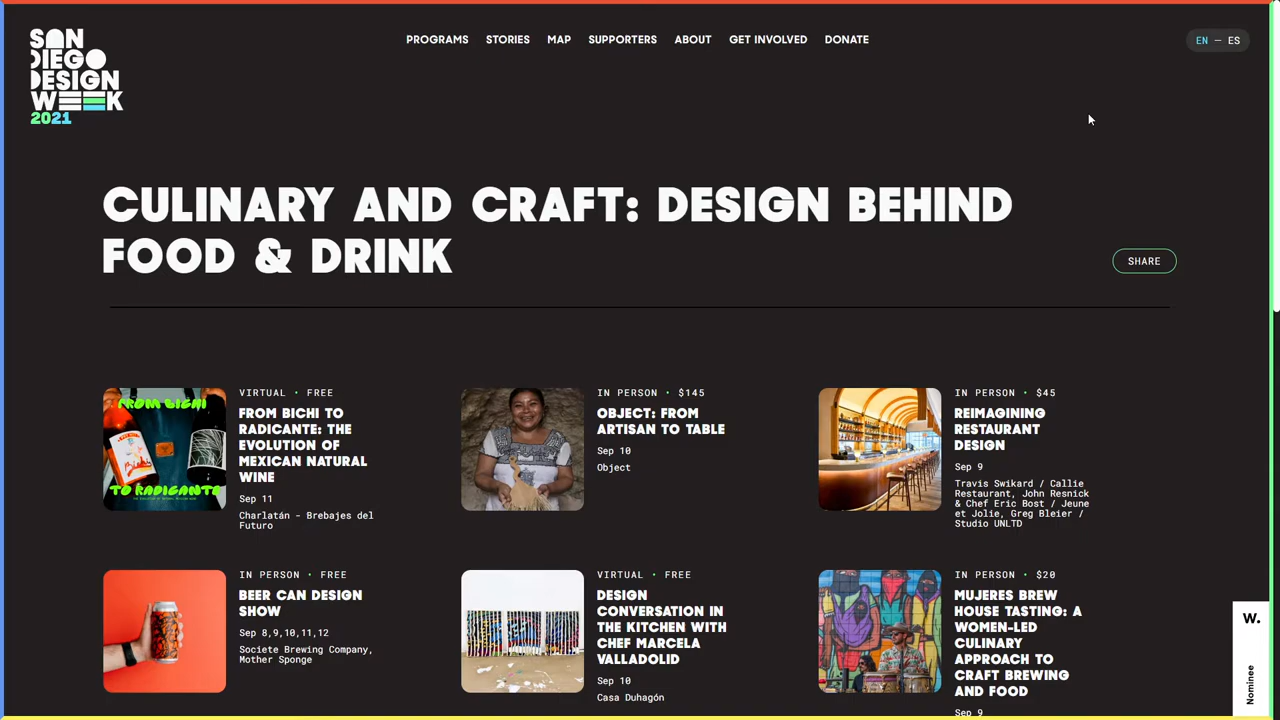 SAN
DIEGO
DESIGN
WEEK
2021
PROGRAMS STORIES MAP SUPPORTERS ABOUT GET INVOLVED DONATE
EN — ES
CULINARY AND CRAFT: DESIGN BEHIND
FOOD & DRINK
SHARE
FROM BICHI
TO RADICANTE
VIRTUAL • FREE
FROM BICHI TO
RADICANTE: THE
EVOLUTION OF
MEXICAN NATURAL
WINE
Sep 11
Charlatán – Brebajes del
Futuro
IN PERSON • $145
OBJECT: FROM
ARTISAN TO TABLE
Sep 10
Object
IN PERSON • $45
REIMAGINING
RESTAURANT
DESIGN
Sep 9
Travis Swikard / Callie
Restaurant, John Resnick
& Chef Eric Bost / Jeune
et Jolie, Greg Bleier /
Studio UNLTD
IN PERSON • FREE
BEER CAN DESIGN
SHOW
Sep 8,9,10,11,12
Societe Brewing Company,
Mother Sponge
VIRTUAL • FREE
DESIGN
CONVERSATION IN
THE KITCHEN WITH
CHEF MARCELA
VALLADOLID
Sep 10
Casa Duhagón
IN PERSON • $20
MUJERES BREW
HOUSE TASTING: A
WOMEN-LED
CULINARY
APPROACH TO
CRAFT BREWING
AND FOOD
Sep 9
W.
Nominee